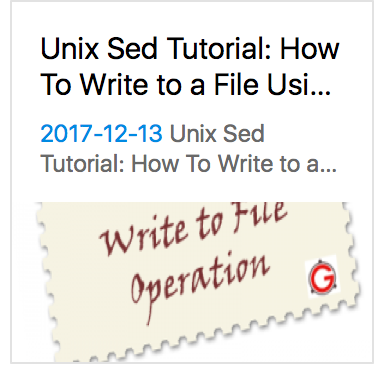 Unix Sed Tutorial: How
To Write to a File Usi...
2017-12-13 Unix Sed
Tutorial: How To Write to a...
Write to File
Operation
G